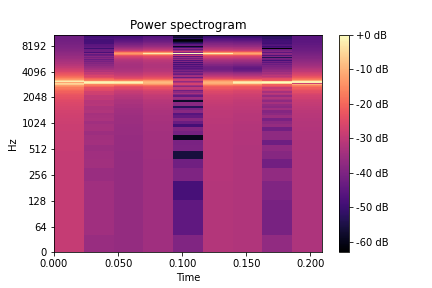 Power spectrogram
Hz
8192
4096
2048
1024
512
256
128
64
0
0.000
0.050
0.100
0.150
0.200
Time
+0 dB
-10 dB
-20 dB
-30 dB
-40 dB
-50 dB
-60 dB